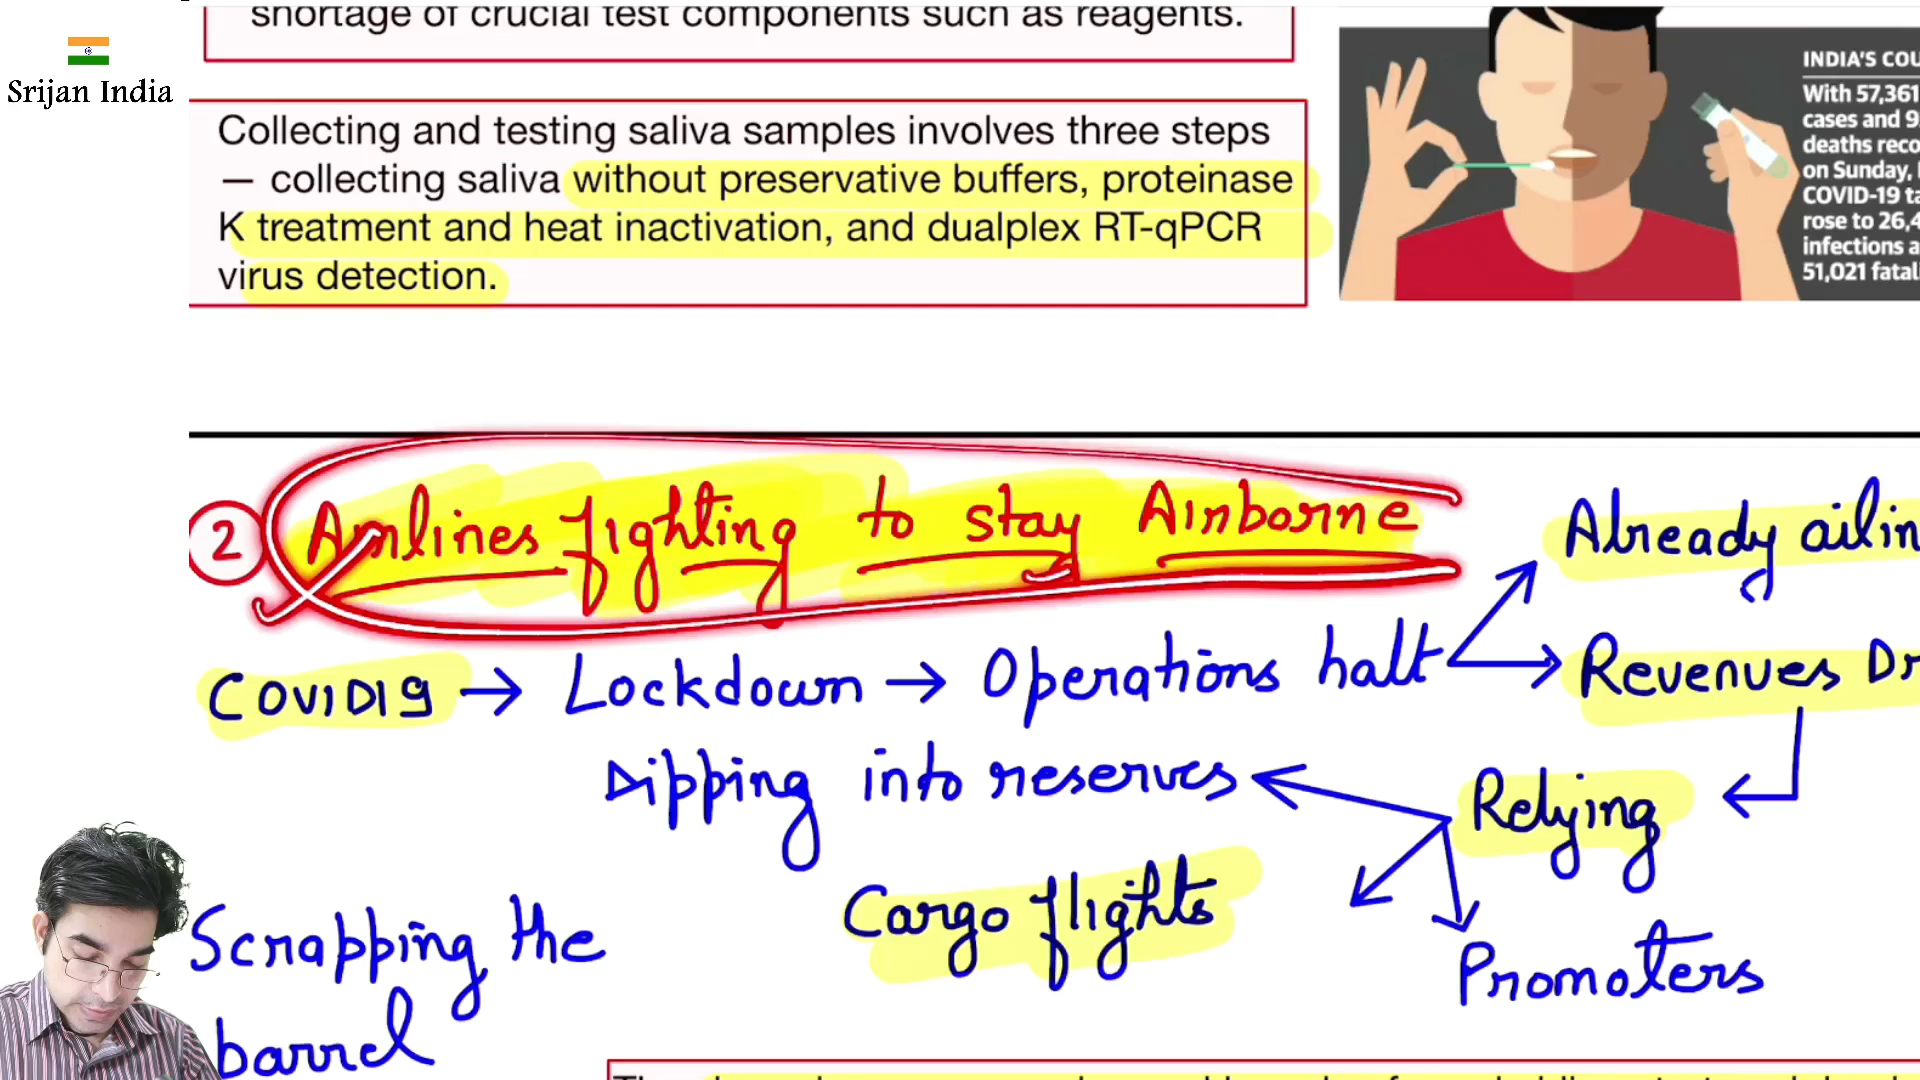 shortage of crucial test components such as reagents.
Srijan India
Collecting and testing saliva samples involves three steps
— collecting saliva without preservative buffers, proteinase
K treatment and heat inactivation, and dualplex RT-qPCR
virus detection.
INDIA'S COU
With 57,361
cases and 9
deaths reco
on Sunday,
COVID-19 ta
rose to 26,4
infections a
51,021 fatali
2 Airlines fighting to stay Airborne
Already ailin
COVID19 → Lockdown → Operations halt
Revenues Dr
Dipping into reserves
Relying
Cargo flights
Promoters
Scrapping the
barrel